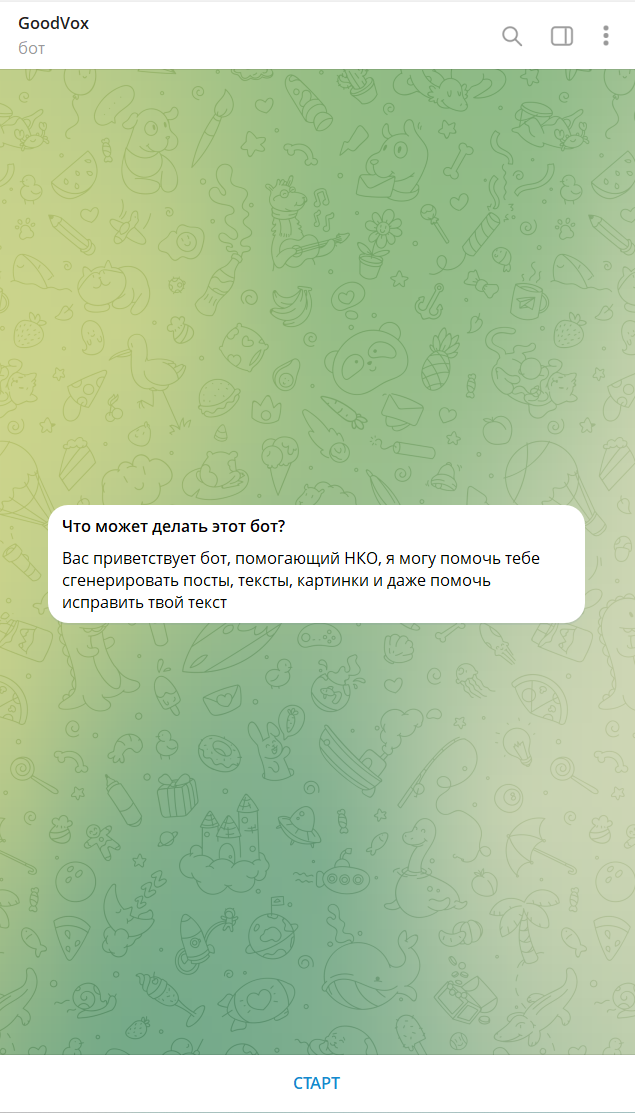 GoodVox
бот
Что может делать этот бот?
Вас приветствует бот, помогающий НКО, я могу помочь тебе
сгенерировать посты, тексты, картинки и даже помочь
исправить твой текст
СТАРТ